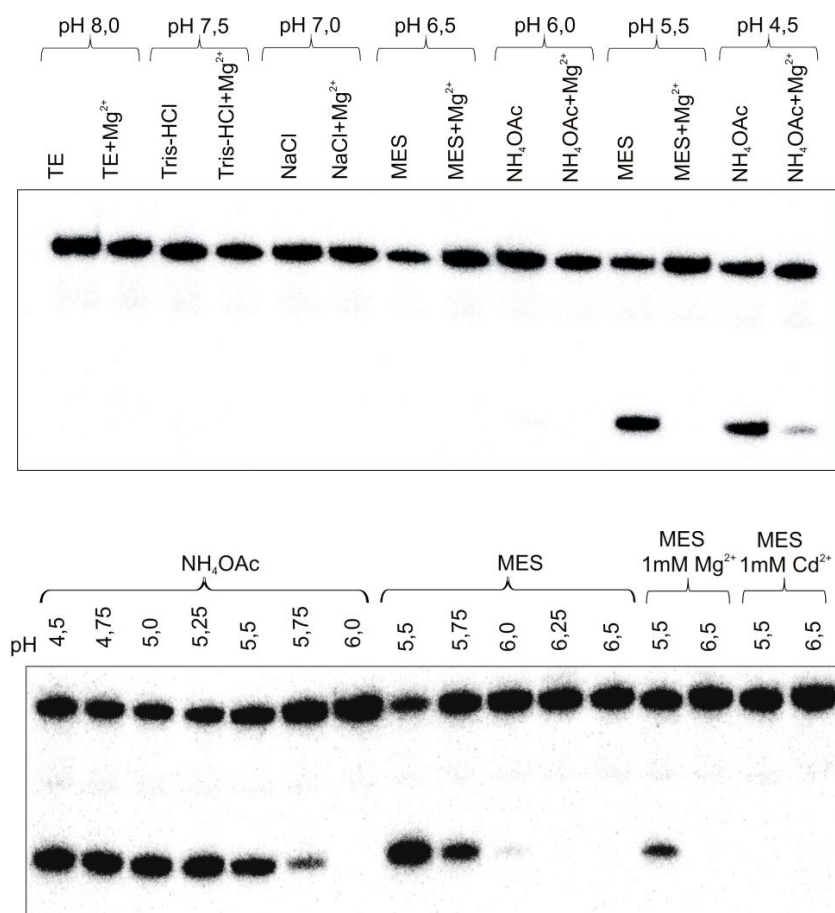 pH 8,0 pH 7,5 pH 7,0 pH 6,5 pH 6,0 pH 5,5 pH 4,5
TE TE+Mg²⁺ Tris-HCl Tris-HCl+Mg²⁺ NaCl NaCl+Mg²⁺ MES MES+Mg²⁺ NH₄OAc NH₄OAc+Mg²⁺ MES MES+Mg²⁺ NH₄OAc NH₄OAc+Mg²⁺
NH₄OAc MES MES MES
1mM Mg²⁺ 1mM Cd²⁺
pH 4,5 4,75 5,0 5,25 5,5 5,75 6,0 5,5 5,75 6,0 6,25 6,5 5,5 6,5 5,5 6,5